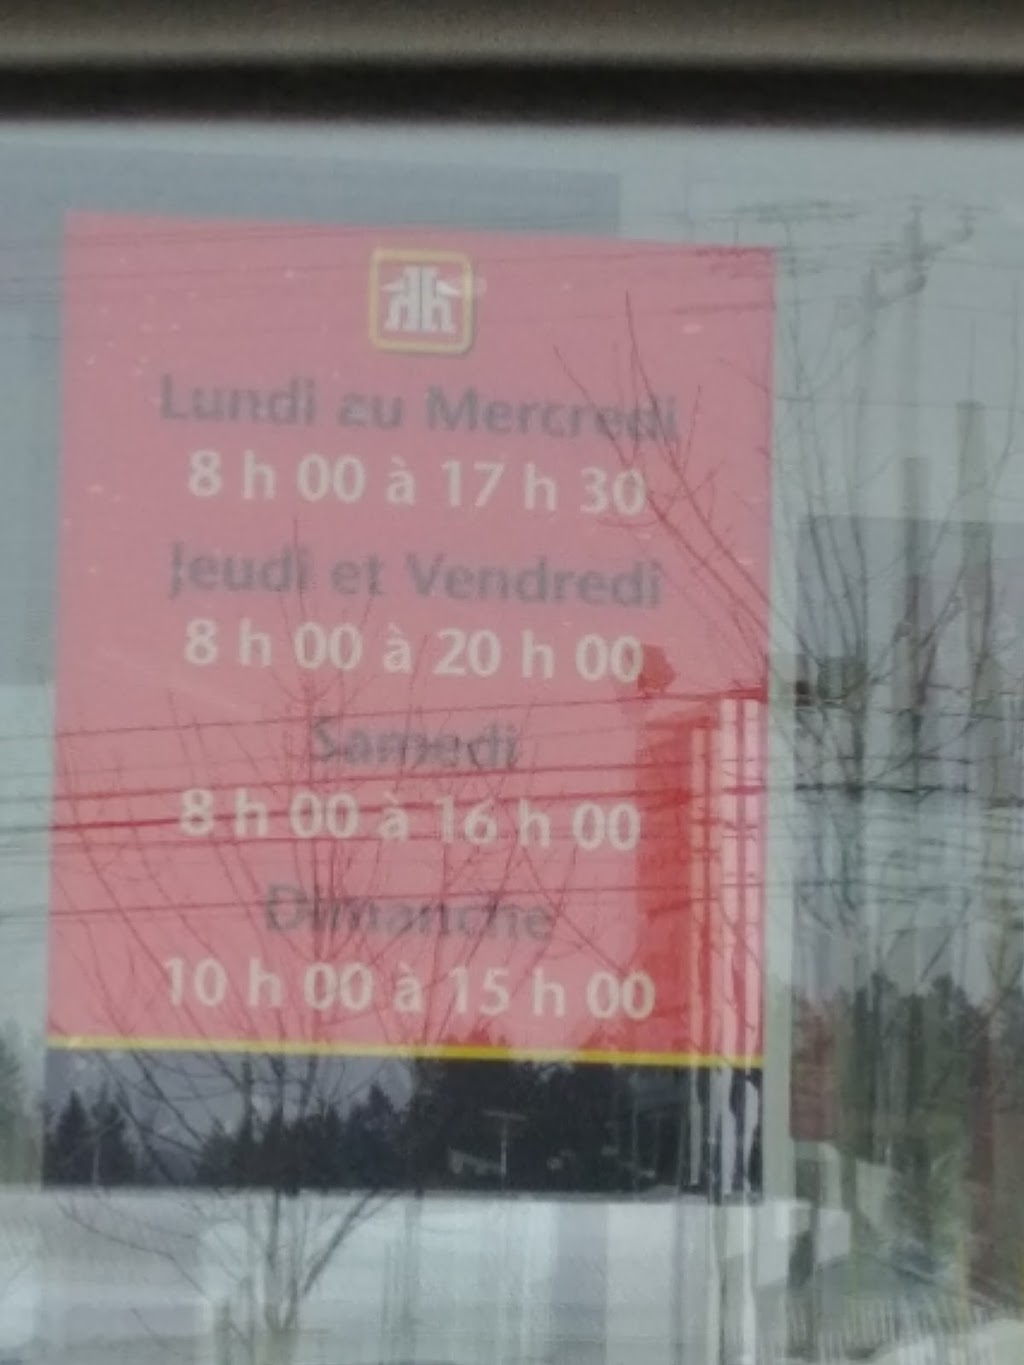 Lundi au Mercredi
8 h 00 à 17 h 30
Jeudi et Vendredi
8 h 00 à 20 h 00
Samedi
8 h 00 à 16 h 00
Dimanche
10 h 00 à 15 h 00